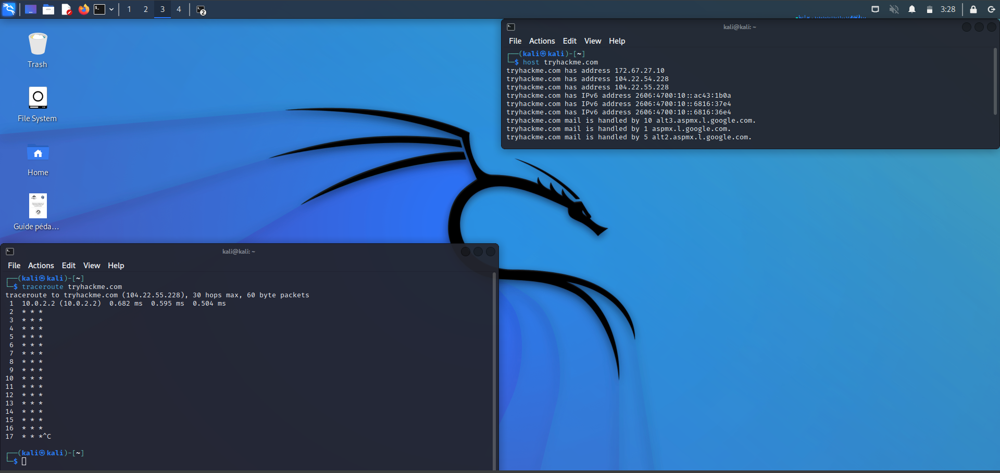 1 2 3 4
2
3:28
Trash
File System
Home
Guide péda...
kali@kali: ~
File Actions Edit View Help
┌──(kali㉿kali)-[~]
└─$ host tryhackme.com
tryhackme.com has address 172.67.27.10
tryhackme.com has address 104.22.54.228
tryhackme.com has address 104.22.55.228
tryhackme.com has IPv6 address 2606:4700:10::ac43:1b0a
tryhackme.com has IPv6 address 2606:4700:10::6816:37e4
tryhackme.com has IPv6 address 2606:4700:10::6816:36e4
tryhackme.com mail is handled by 10 alt3.aspmx.l.google.com.
tryhackme.com mail is handled by 1 aspmx.l.google.com.
tryhackme.com mail is handled by 5 alt2.aspmx.l.google.com.
kali@kali: ~
File Actions Edit View Help
┌──(kali㉿kali)-[~]
└─$ traceroute tryhackme.com
traceroute to tryhackme.com (104.22.55.228), 30 hops max, 60 byte packets
1 10.0.2.2 (10.0.2.2) 0.682 ms 0.595 ms 0.504 ms
2 * * *
3 * * *
4 * * *
5 * * *
6 * * *
7 * * *
8 * * *
9 * * *
10 * * *
11 * * *
12 * * *
13 * * *
14 * * *
15 * * *
16 * * *
17 * * *^C
┌──(kali㉿kali)-[~]
└─$